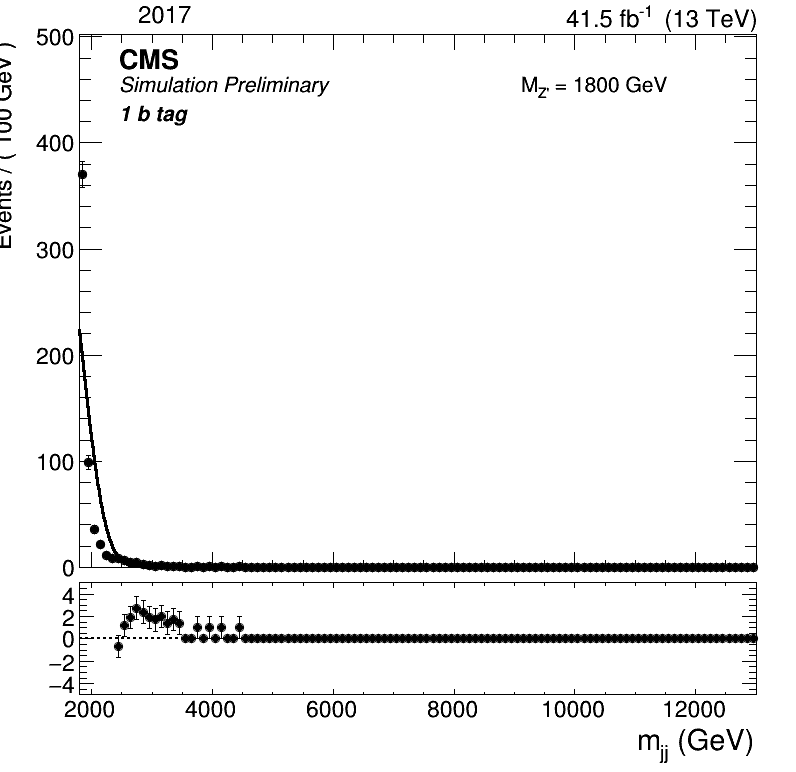 2017
41.5 fb-1 (13 TeV)
CMS
Simulation Preliminary
1 b tag
MZ' = 1800 GeV
Events / ( 100 GeV )
500
400
300
200
100
0
4
2
0
−2
−4
2000 4000 6000 8000 10000 12000
mjj (GeV)